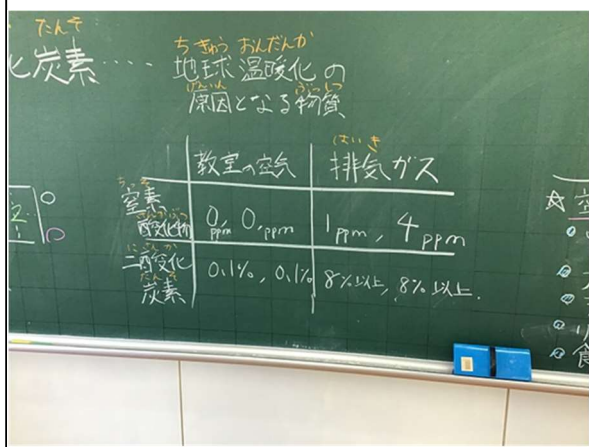 たんそ
化炭素‥‥
ちきゅう おんだんか
地球温暖化の
げんいん ぶっしつ
原因となる物質
はいき
教室の空気 排気ガス
ちっそ
窒素
さんかぶつ
酸化物 0ppm, 0ppm 1ppm, 4ppm
にさんか
二酸化 0.1%, 0.1% 8%以上, 8%以上.
たんそ
炭素
☆空
食